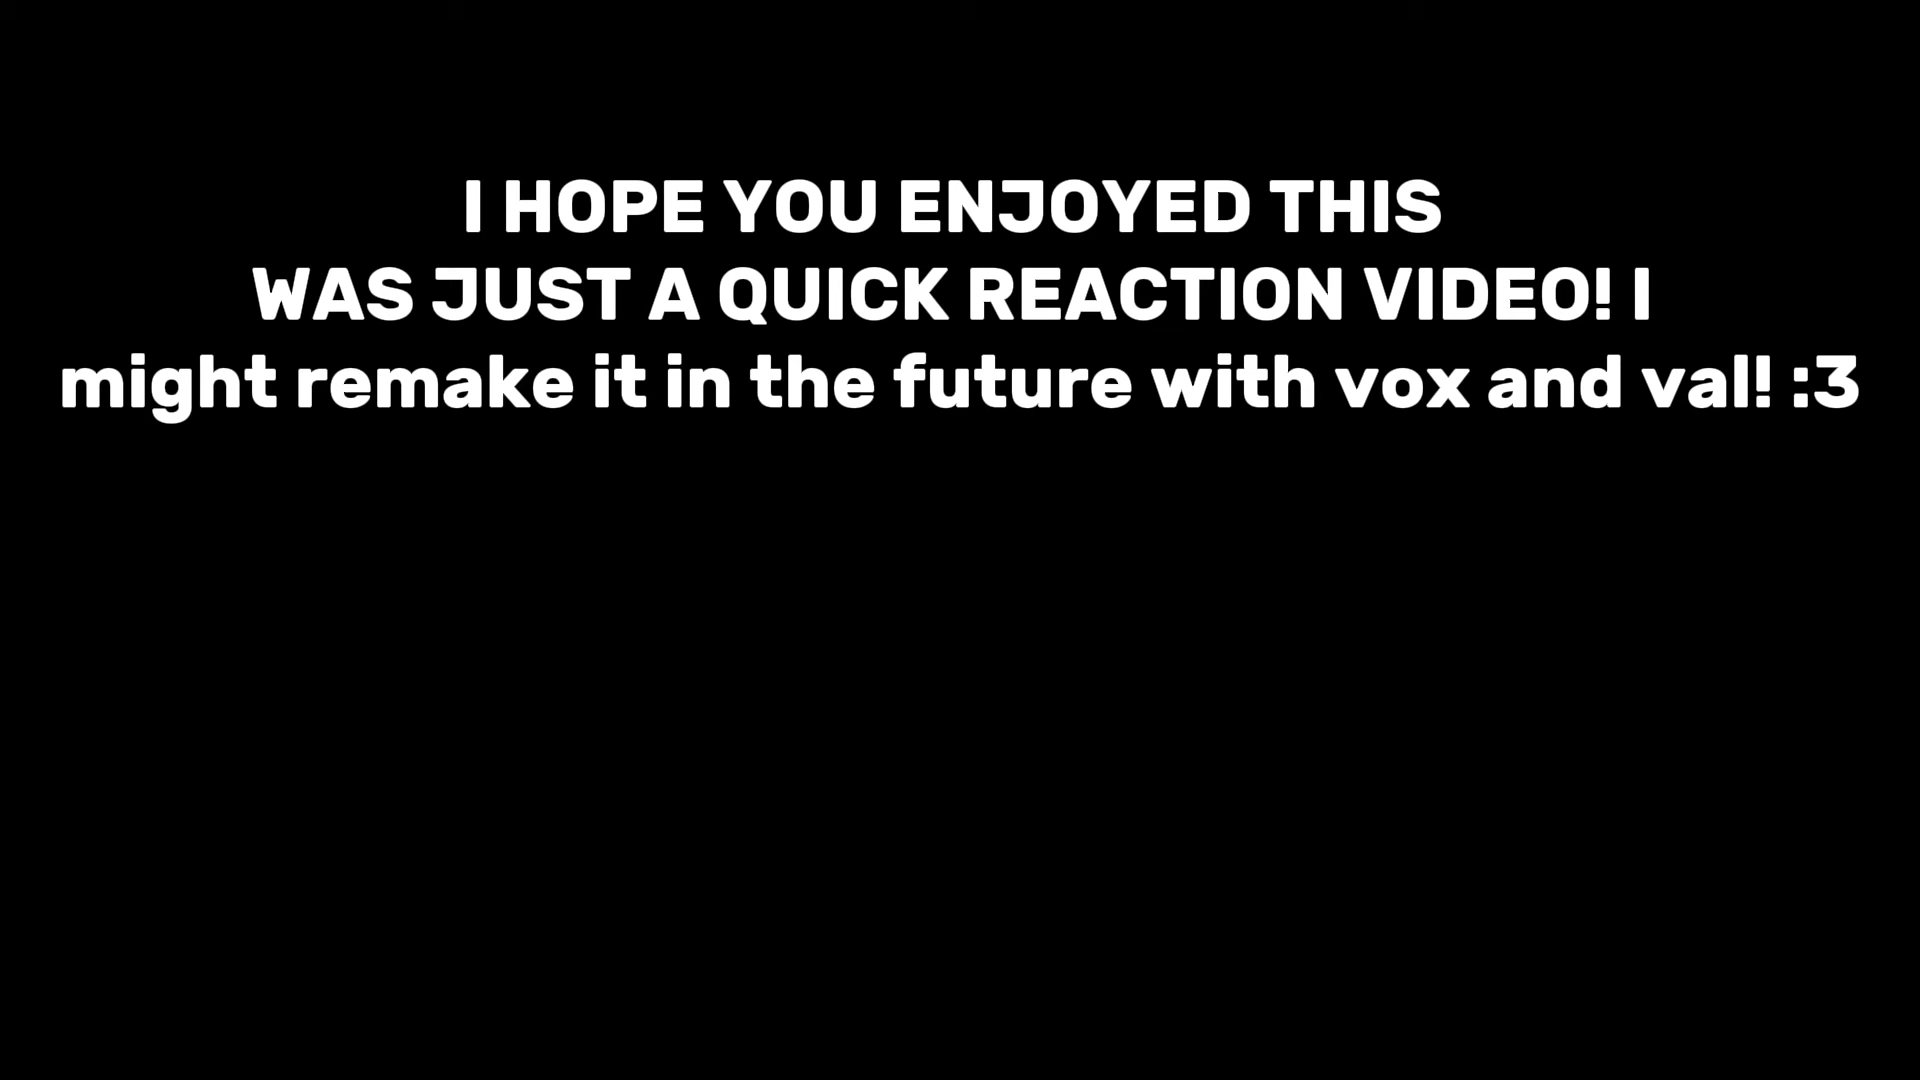 I HOPE YOU ENJOYED THIS
WAS JUST A QUICK REACTION VIDEO! I
might remake it in the future with vox and val! :3